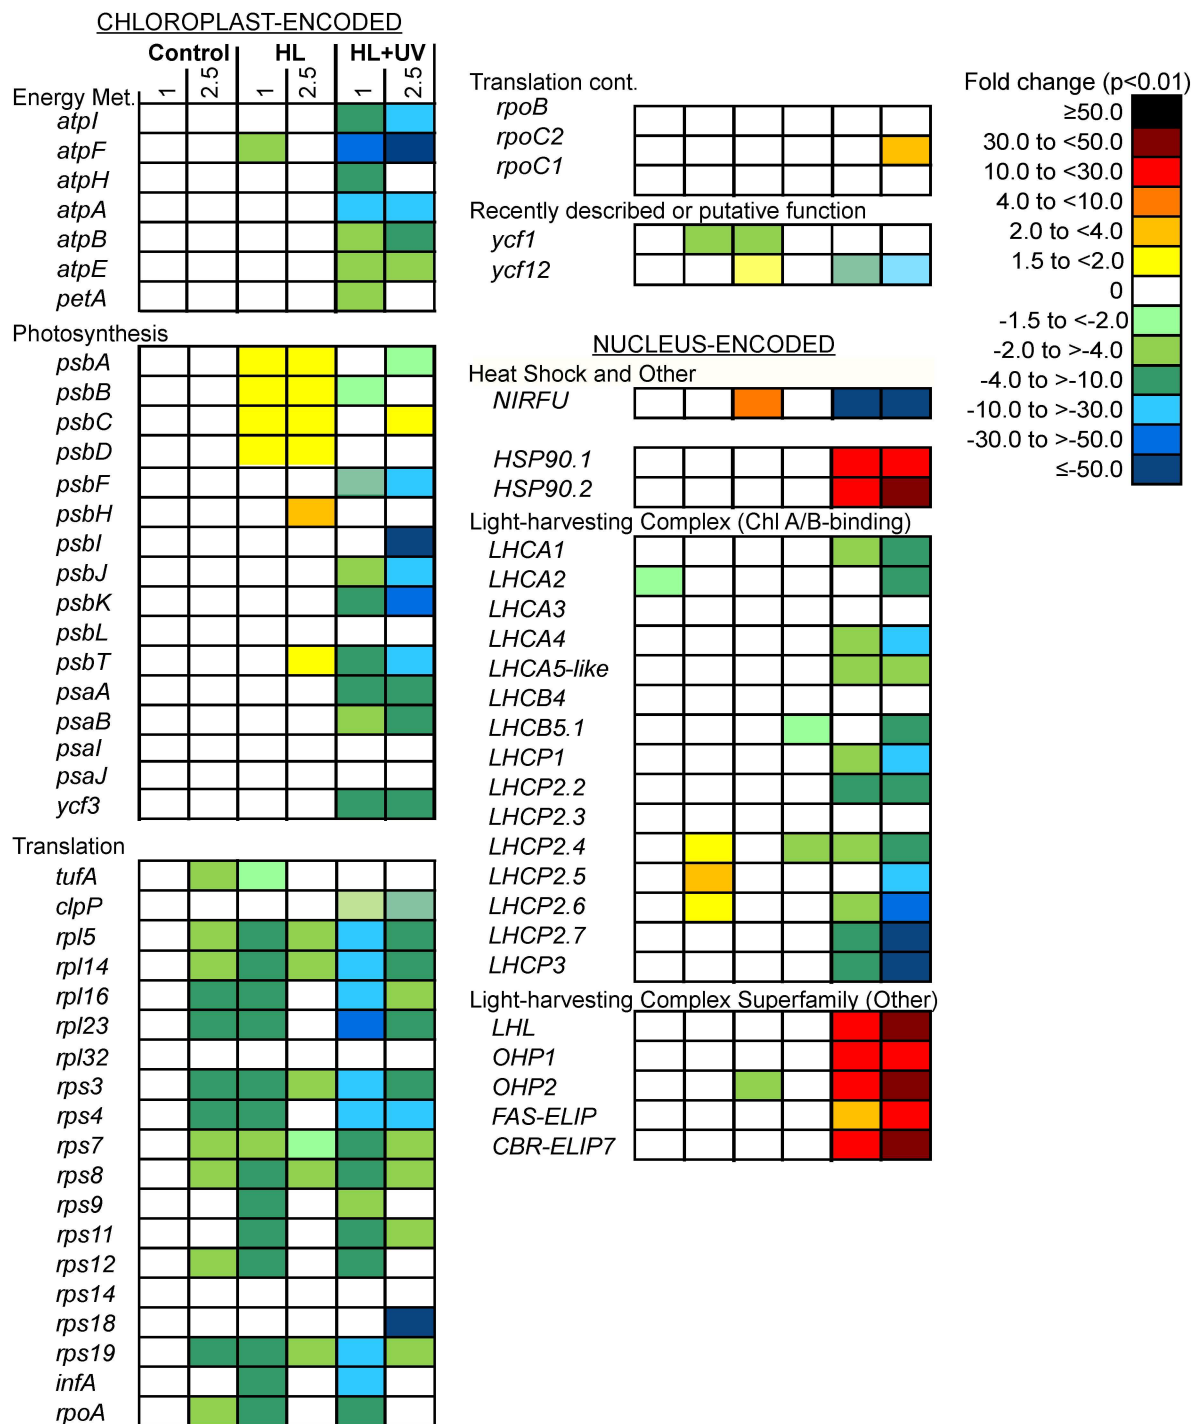 CHLOROPLAST-ENCODED
Control HL HL+UV
1 2.5 1 2.5 1 2.5
Energy Met.
atpI
atpF
atpH
atpA
atpB
atpE
petA
Photosynthesis
psbA
psbB
psbC
psbD
psbF
psbH
psbI
psbJ
psbK
psbL
psbT
psaA
psaB
psaI
psaJ
ycf3
Translation
tufA
clpP
rpl5
rpl14
rpl16
rpl23
rpl32
rps3
rps4
rps7
rps8
rps9
rps11
rps12
rps14
rps18
rps19
infA
rpoA
Translation cont.
rpoB
rpoC2
rpoC1
Recently described or putative function
ycf1
ycf12
NUCLEUS-ENCODED
Heat Shock and Other
NIRFU
HSP90.1
HSP90.2
Light-harvesting Complex (Chl A/B-binding)
LHCA1
LHCA2
LHCA3
LHCA4
LHCA5-like
LHCB4
LHCB5.1
LHCP1
LHCP2.2
LHCP2.3
LHCP2.4
LHCP2.5
LHCP2.6
LHCP2.7
LHCP3
Light-harvesting Complex Superfamily (Other)
LHL
OHP1
OHP2
FAS-ELIP
CBR-ELIP7
Fold change (p<0.01)
≥50.0
30.0 to <50.0
10.0 to <30.0
4.0 to <10.0
2.0 to <4.0
1.5 to <2.0
0
-1.5 to <-2.0
-2.0 to >-4.0
-4.0 to >-10.0
-10.0 to >-30.0
-30.0 to >-50.0
≤-50.0